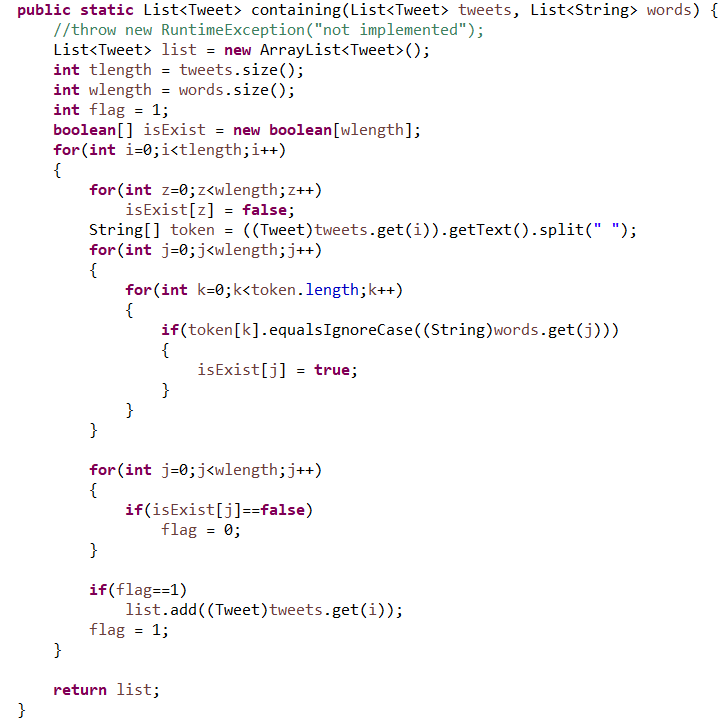 public static List<Tweet> containing(List<Tweet> tweets, List<String> words) {
    //throw new RuntimeException("not implemented");
    List<Tweet> list = new ArrayList<Tweet>();
    int tlength = tweets.size();
    int wlength = words.size();
    int flag = 1;
    boolean[] isExist = new boolean[wlength];
    for(int i=0;i<tlength;i++)
    {
        for(int z=0;z<wlength;z++)
            isExist[z] = false;
        String[] token = ((Tweet)tweets.get(i)).getText().split(" ");
        for(int j=0;j<wlength;j++)
        {
            for(int k=0;k<token.length;k++)
            {
                if(token[k].equalsIgnoreCase((String)words.get(j)))
                {
                    isExist[j] = true;
                }
            }
        }

        for(int j=0;j<wlength;j++)
        {
            if(isExist[j]==false)
                flag = 0;
        }

        if(flag==1)
            list.add((Tweet)tweets.get(i));
        flag = 1;
    }

    return list;
}